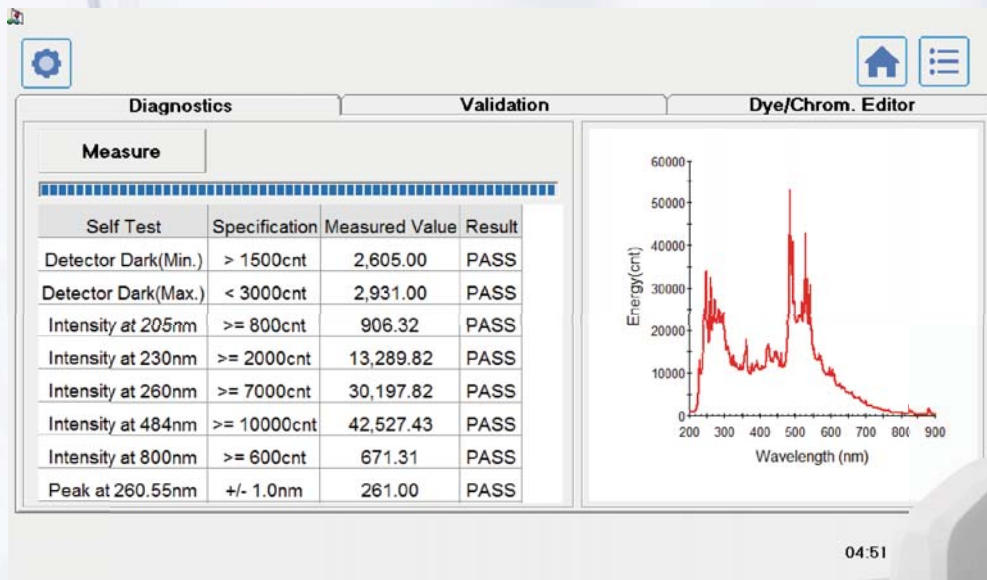 Diagnostics Validation Dye/Chrom. Editor
Measure
Self Test Specification Measured Value Result
Detector Dark(Min.) > 1500cnt 2,605.00 PASS
Detector Dark(Max.) < 3000cnt 2,931.00 PASS
Intensity at 205nm >= 800cnt 906.32 PASS
Intensity at 230nm >= 2000cnt 13,289.82 PASS
Intensity at 260nm >= 7000cnt 30,197.82 PASS
Intensity at 484nm >= 10000cnt 42,527.43 PASS
Intensity at 800nm >= 600cnt 671.31 PASS
Peak at 260.55nm +/- 1.0nm 261.00 PASS
60000
50000
40000
30000
20000
10000
0
Energy(cnt)
200 300 400 500 600 700 800 900
Wavelength (nm)
04:51